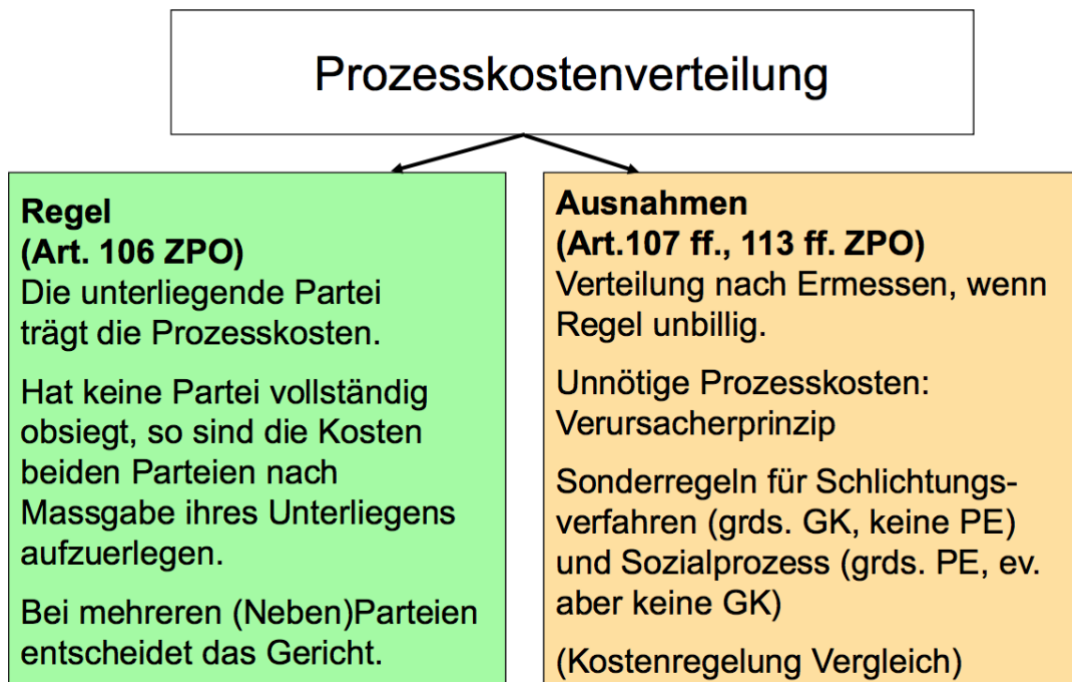 Prozesskostenverteilung
Regel
(Art. 106 ZPO)
Die unterliegende Partei
trägt die Prozesskosten.
Hat keine Partei vollständig
obsiegt, so sind die Kosten
beiden Parteien nach
Massgabe ihres Unterliegens
aufzuerlegen.
Bei mehreren (Neben)Parteien
entscheidet das Gericht.
Ausnahmen
(Art.107 ff., 113 ff. ZPO)
Verteilung nach Ermessen, wenn
Regel unbillig.
Unnötige Prozesskosten:
Verursacherprinzip
Sonderregeln für Schlichtungs-
verfahren (grds. GK, keine PE)
und Sozialprozess (grds. PE, ev.
aber keine GK)
(Kostenregelung Vergleich)